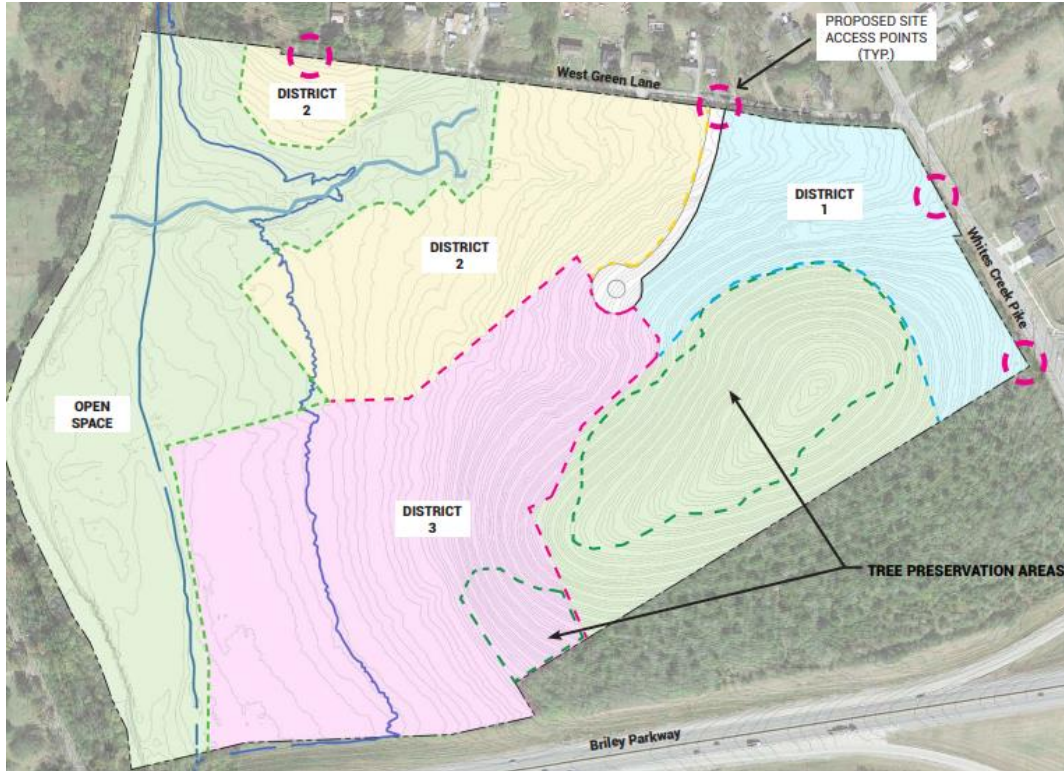 PROPOSED SITE
ACCESS POINTS
(TYP.)
West Green Lane
DISTRICT
2
DISTRICT
1
Whites Creek Pike
DISTRICT
2
OPEN
SPACE
DISTRICT
3
TREE PRESERVATION AREAS
Briley Parkway